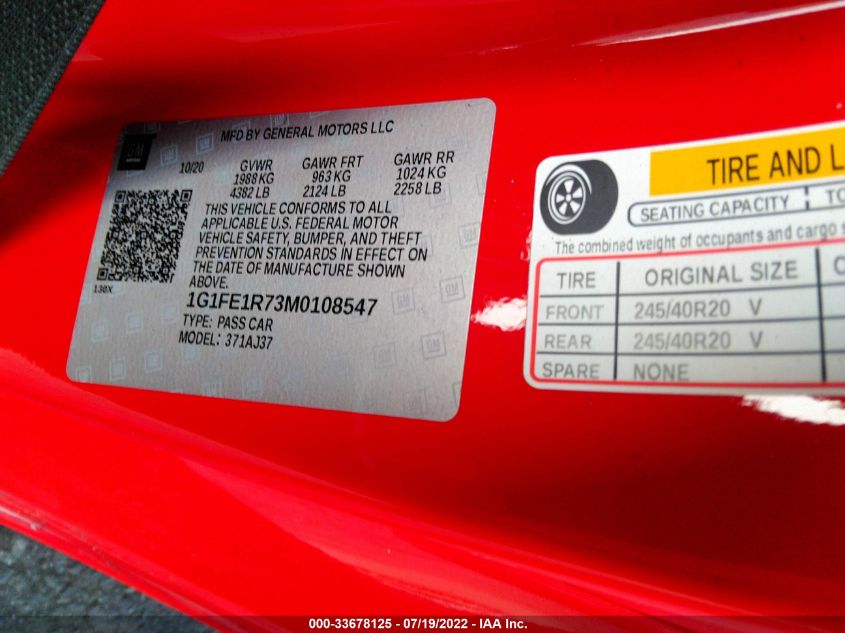 MFD BY GENERAL MOTORS LLC
GM
10/20 GVWR GAWR FRT GAWR RR
1988 KG 963 KG 1024 KG
4382 LB 2124 LB 2258 LB
THIS VEHICLE CONFORMS TO ALL
APPLICABLE U.S. FEDERAL MOTOR
VEHICLE SAFETY, BUMPER, AND THEFT
PREVENTION STANDARDS IN EFFECT ON
THE DATE OF MANUFACTURE SHOWN
ABOVE.
130X
1G1FE1R73M0108547
TYPE: PASS CAR
MODEL: 371AJ37
TIRE AND L
SEATING CAPACITY TO
The combined weight of occupants and cargo s
TIRE ORIGINAL SIZE
FRONT 245/40R20 V
REAR 245/40R20 V
SPARE NONE
000-33678125 - 07/19/2022 - IAA Inc.